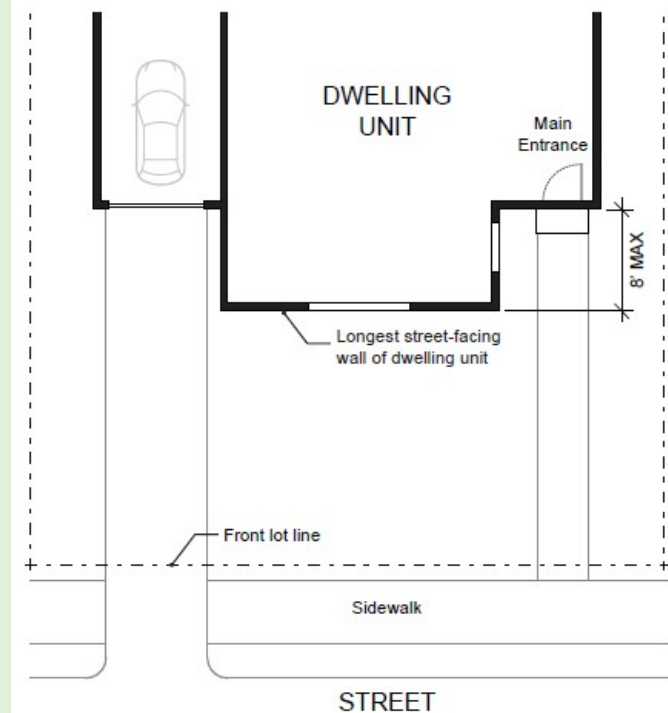 DWELLING
UNIT
Main
Entrance
8' MAX
Longest street-facing
wall of dwelling unit
Front lot line
Sidewalk
STREET